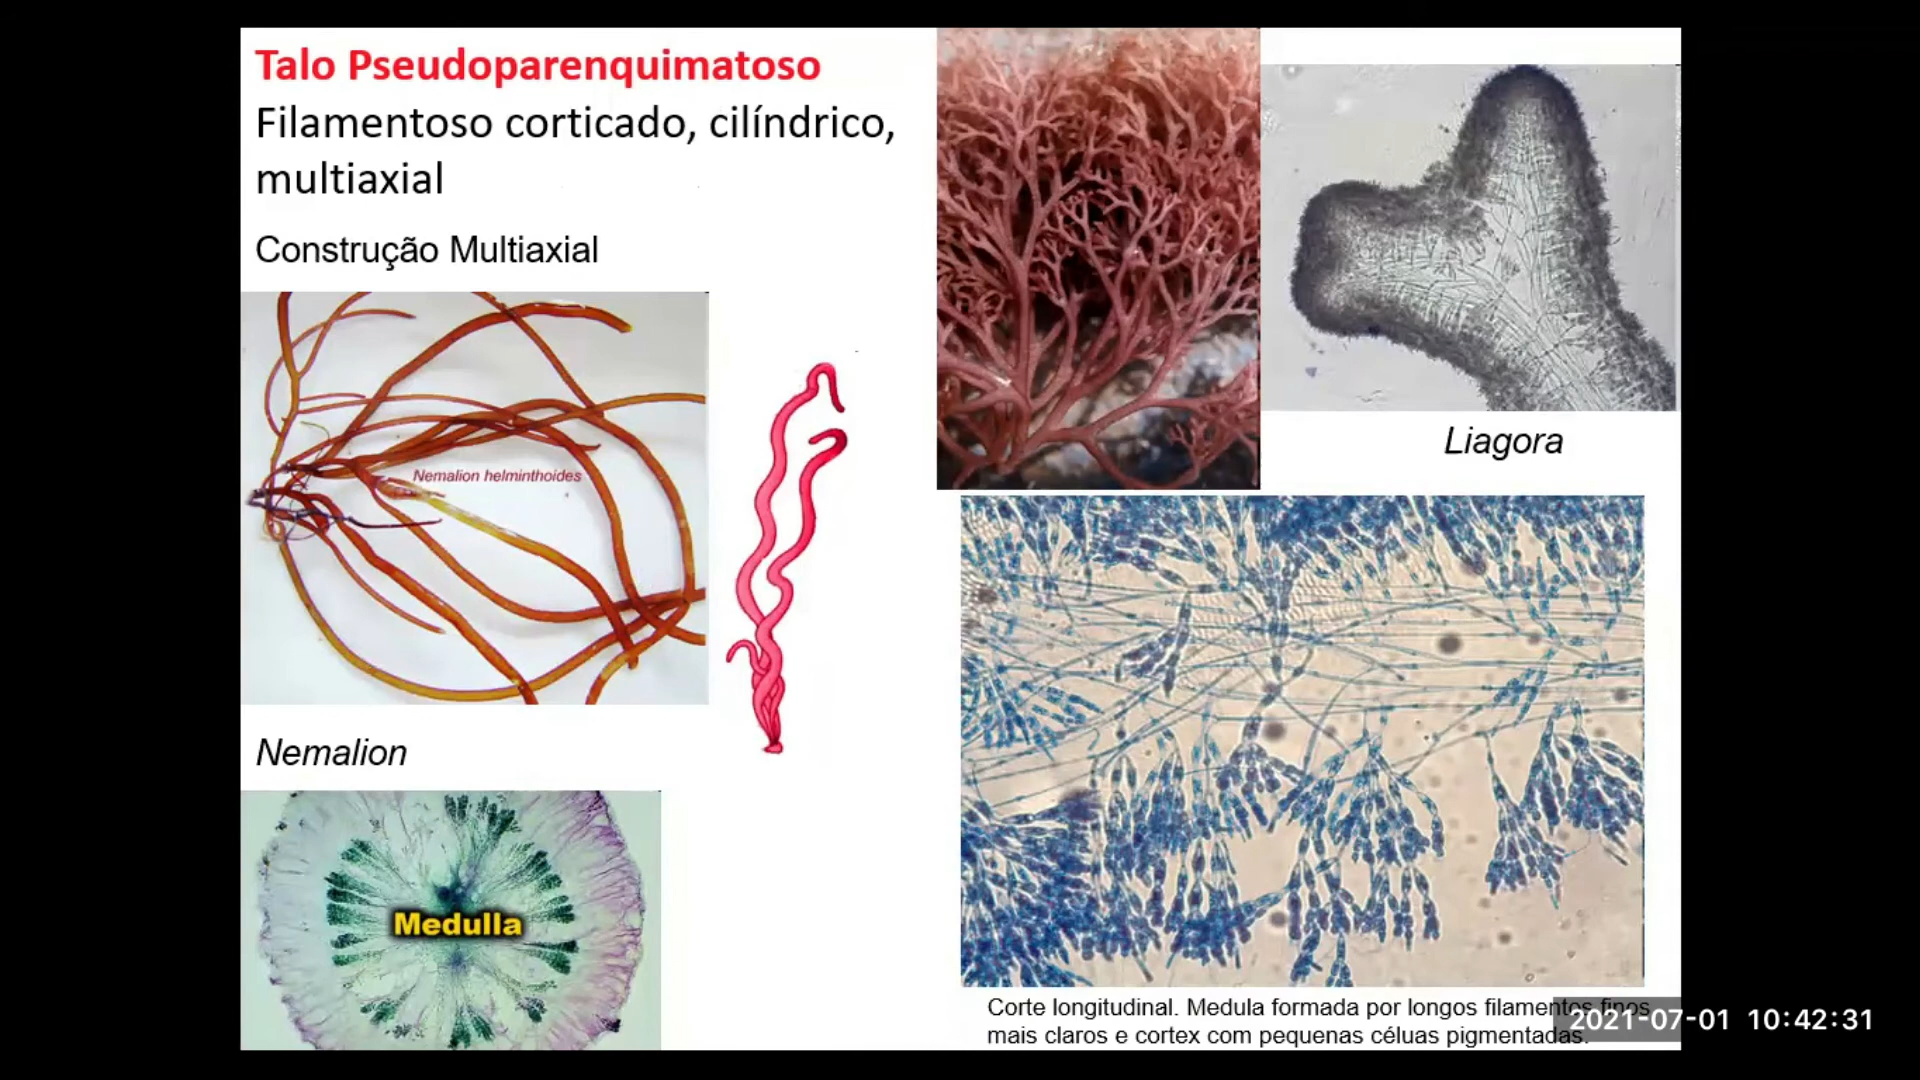 Talo Pseudoparenquimatoso
Filamentoso corticado, cilíndrico,
multiaxial
Construção Multiaxial
Nemalion helminthoides
Nemalion
Medulla
Liagora
Corte longitudinal. Medula formada por longos filamentos finos
mais claros e cortex com pequenas céluas pigmentadas.
2021-07-01 10:42:31